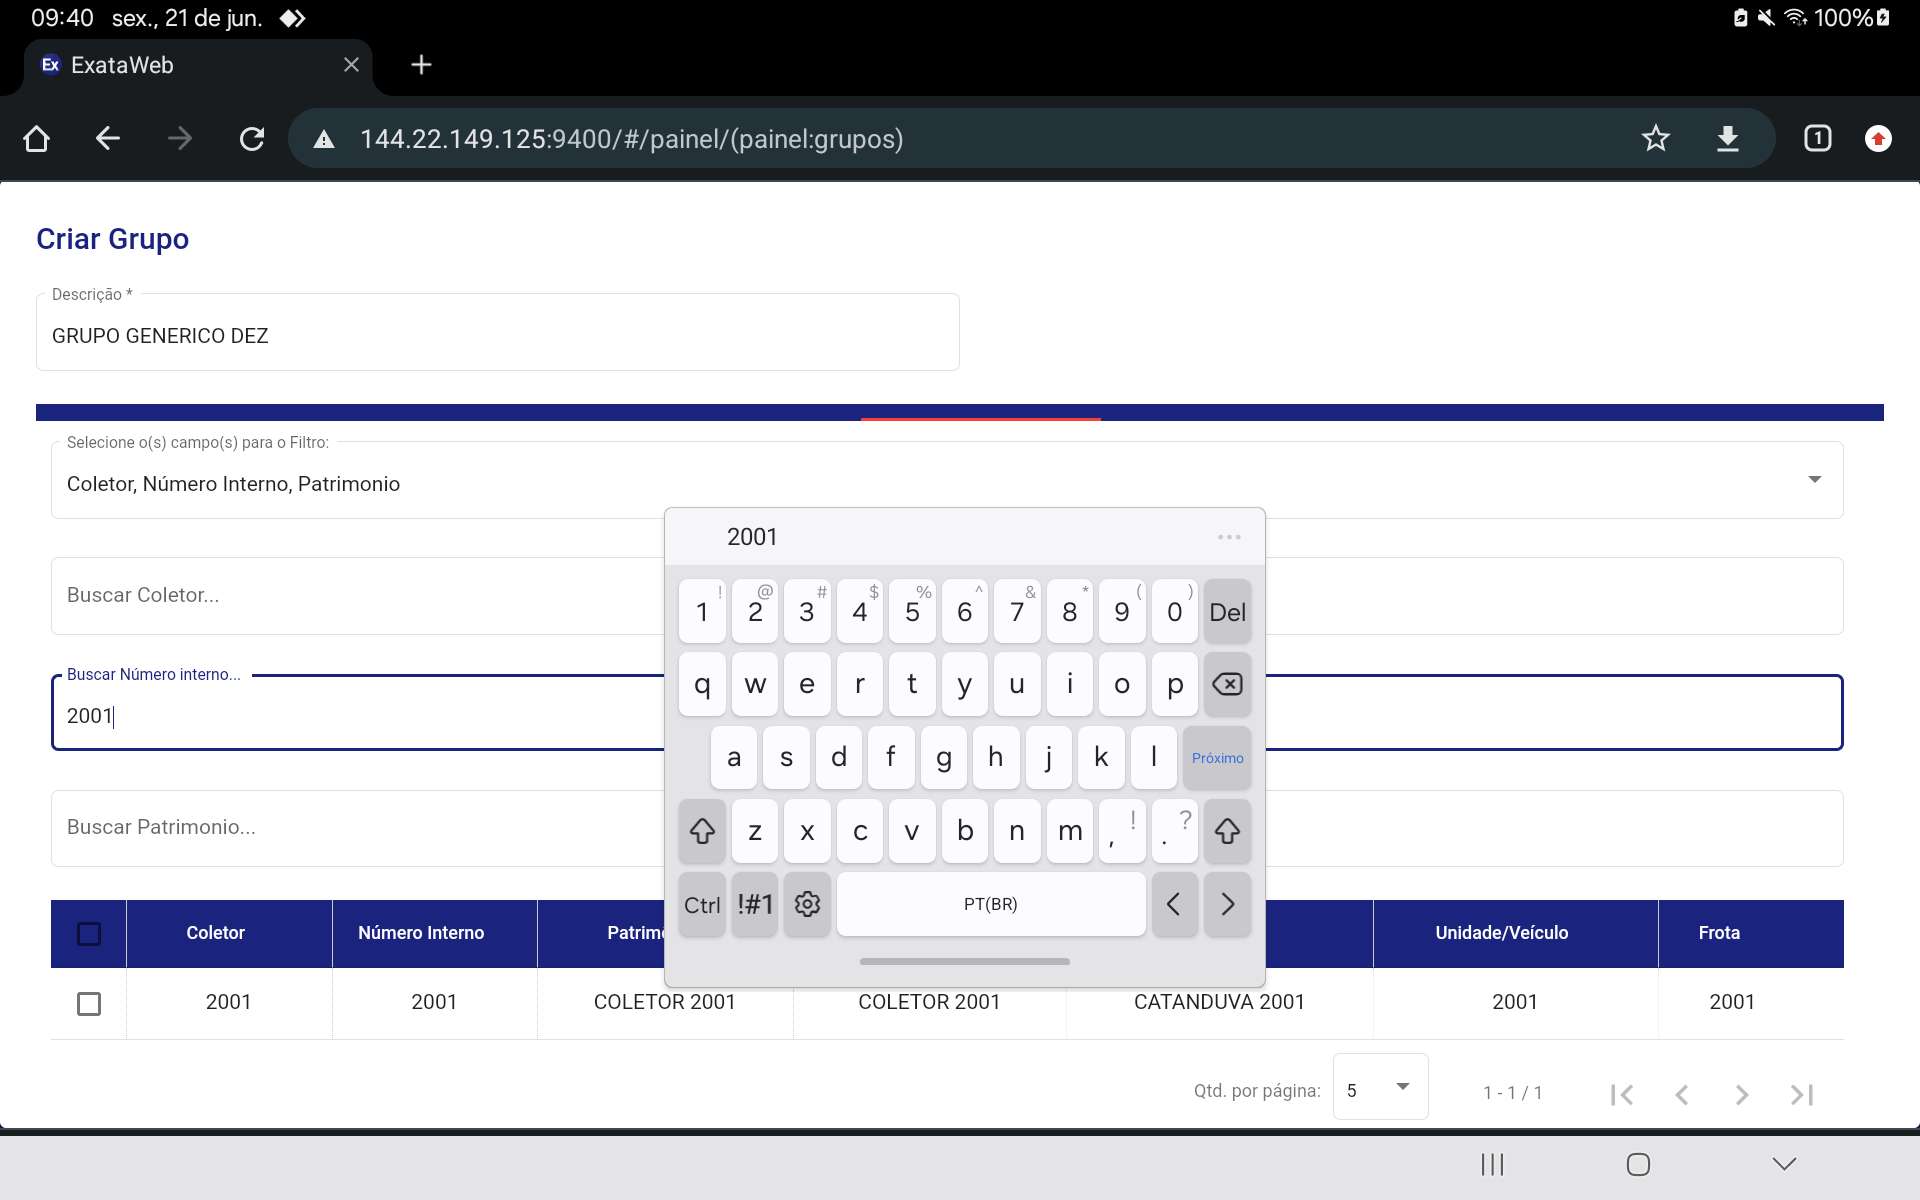 09:40 sex., 21 de jun. 100%
Ex ExataWeb
144.22.149.125:9400/#/painel/(painel:grupos) 1
Criar Grupo
Descrição *
GRUPO GENERICO DEZ
Selecione o(s) campo(s) para o Filtro:
Coletor, Número Interno, Patrimonio
Buscar Coletor...
Buscar Número interno...
2001
Buscar Patrimonio...
2001 ...
! @ # $ % ^ & * ( )
1 2 3 4 5 6 7 8 9 0 Del
q w e r t y u i o p
a s d f g h j k l Próximo
z x c v b n m , ! . ?
Ctrl !#1 PT(BR) < >
Coletor Número Interno Patrim Unidade/Veículo Frota
2001 2001 COLETOR 2001 COLETOR 2001 CATANDUVA 2001 2001 2001
Qtd. por página: 5 1 - 1 / 1